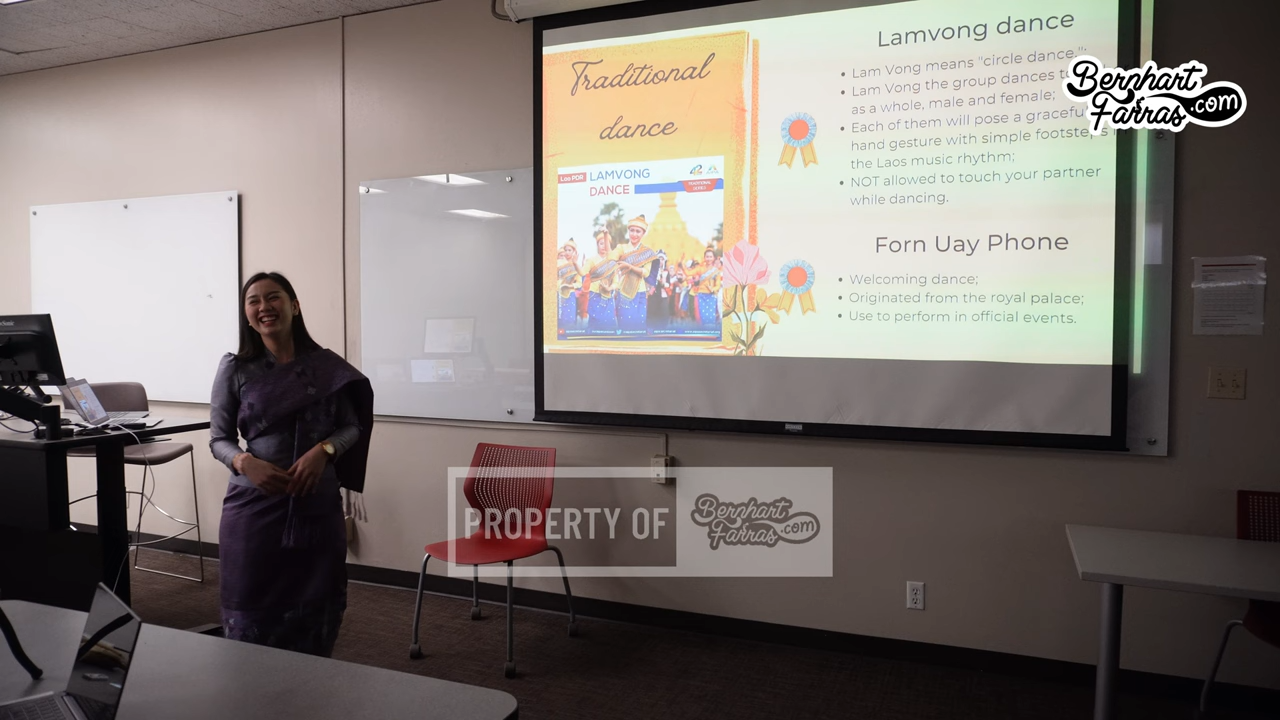 Traditional
dance
Lao PDR
LAMVONG
DANCE
Lamvong dance
• Lam Vong means "circle dance.";
• Lam Vong the group dances
as a whole, male and female;
• Each of them will pose a graceful
hand gesture with simple footsteps
the Laos music rhythm;
• NOT allowed to touch your partner
while dancing.
Forn Uay Phone
• Welcoming dance;
• Originated from the royal palace;
• Use to perform in official events.
Bernhart
Farras.com
PROPERTY OF
Bernhart
Farras.com